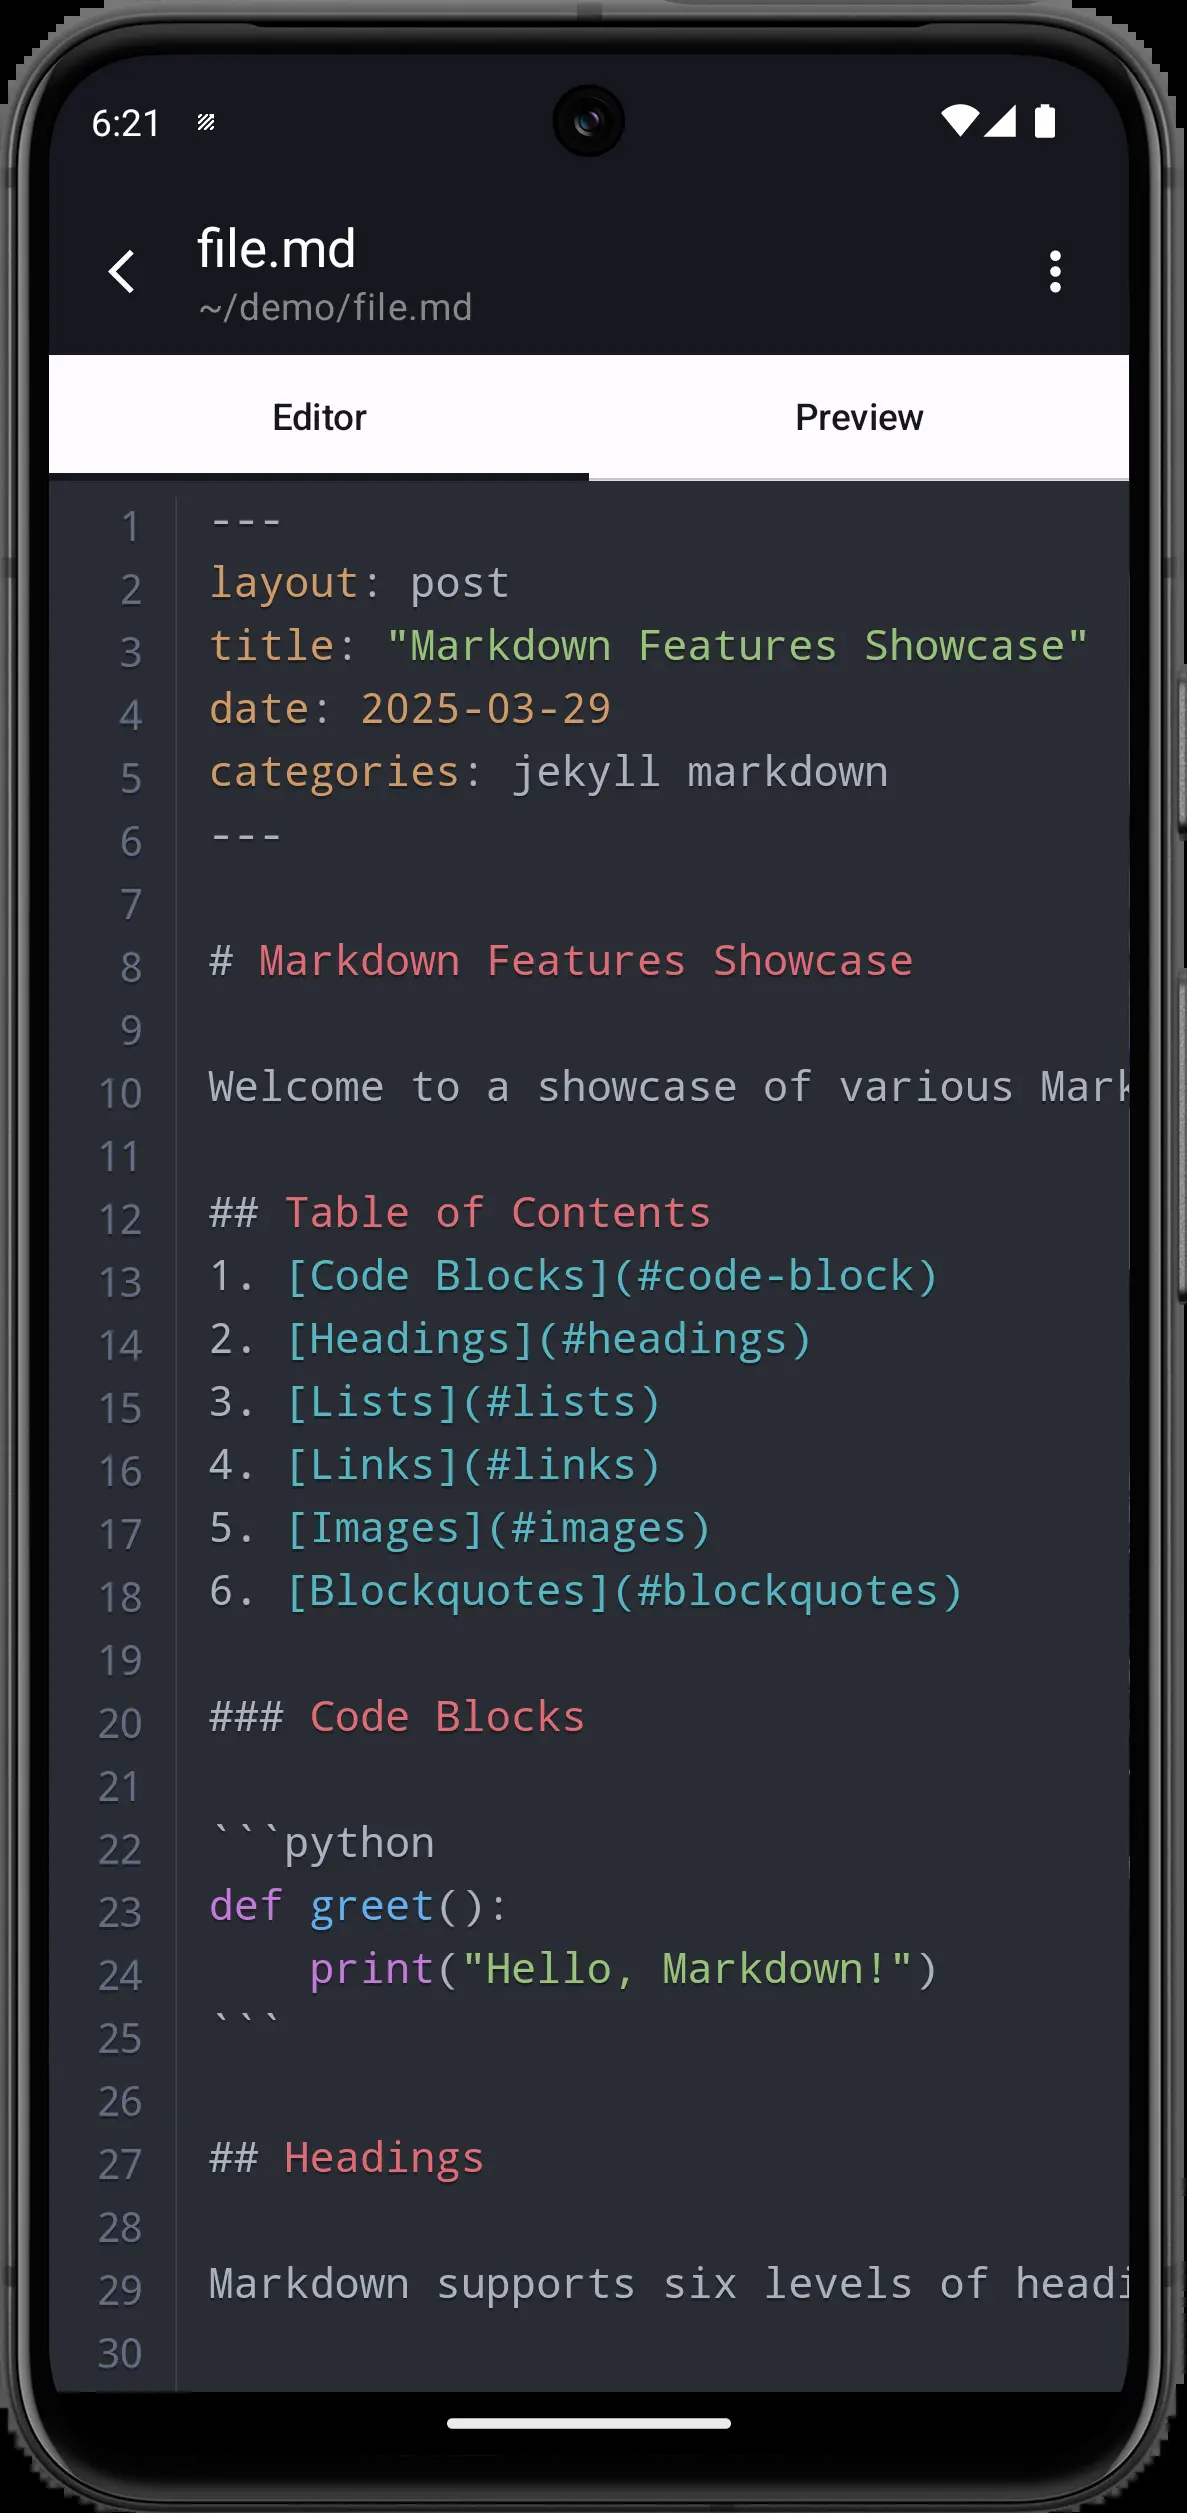 6:21
file.md
~/demo/file.md
Editor Preview
1 ---
2 layout: post
3 title: "Markdown Features Showcase"
4 date: 2025-03-29
5 categories: jekyll markdown
6 ---
7
8 # Markdown Features Showcase
9
10 Welcome to a showcase of various Mark
11
12 ## Table of Contents
13 1. [Code Blocks](#code-block)
14 2. [Headings](#headings)
15 3. [Lists](#lists)
16 4. [Links](#links)
17 5. [Images](#images)
18 6. [Blockquotes](#blockquotes)
19
20 ### Code Blocks
21
22 ```python
23 def greet():
24     print("Hello, Markdown!")
25 ```
26
27 ## Headings
28
29 Markdown supports six levels of headi
30